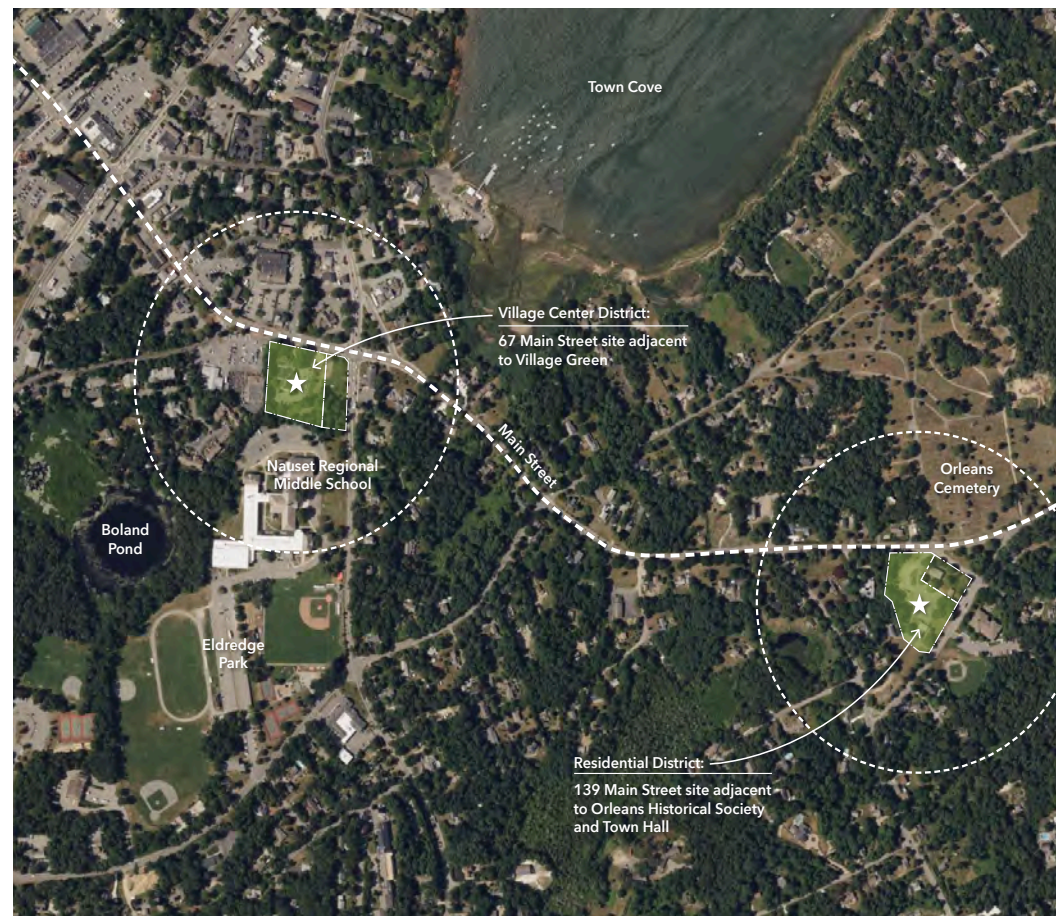 Town Cove
Village Center District:
67 Main Street site adjacent
to Village Green
Main Street
Nauset Regional
Middle School
Orleans
Cemetery
Boland
Pond
Eldredge
Park
Residential District:
139 Main Street site adjacent
to Orleans Historical Society
and Town Hall